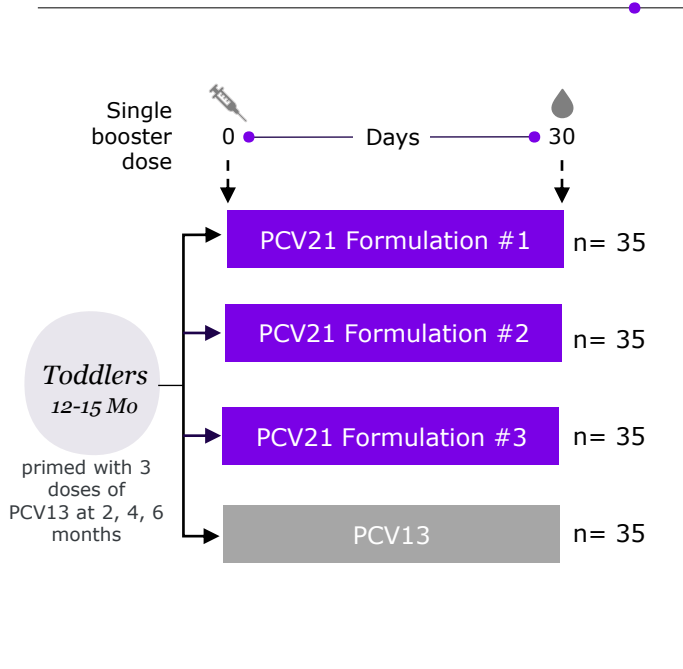 Single
booster
dose
0 Days 30
PCV21 Formulation #1 n= 35
PCV21 Formulation #2 n= 35
Toddlers
12-15 Mo
PCV21 Formulation #3 n= 35
primed with 3
doses of
PCV13 at 2, 4, 6
months
PCV13 n= 35